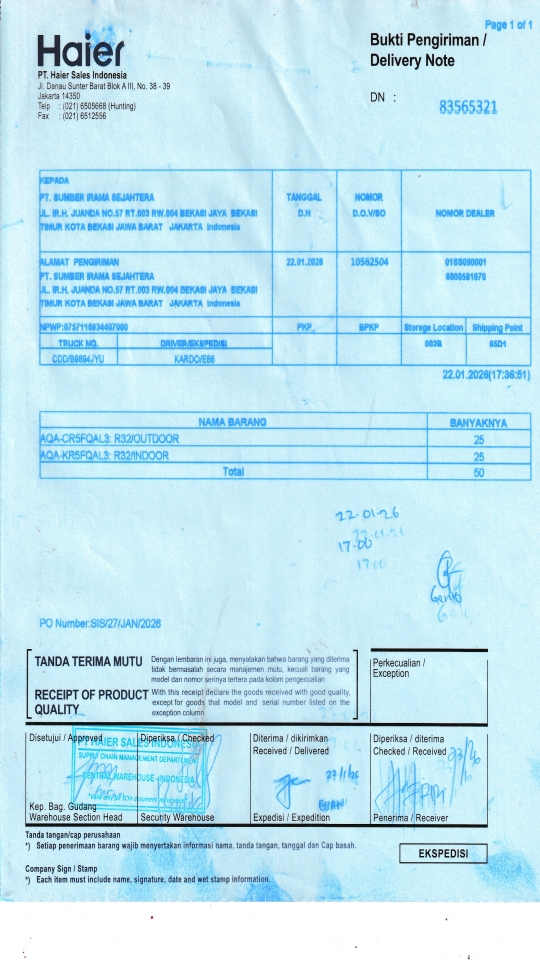 Page 1 of 1
Haier
Bukti Pengiriman /
Delivery Note
PT. Haier Sales Indonesia
Jl. Danau Sunter Barat Blok A III, No. 38 - 39
Jakarta 14350
Telp : (021) 6505668 (Hunting)
Fax : (021) 6512556
DN : 83565321
KEPADA
PT. SUMBER IRAMA SEJAHTERA
JL. IR.H. JUANDA NO.57 RT.003 RW.004 BEKASI JAYA BEKASI
TIMUR KOTA BEKASI JAWA BARAT JAKARTA Indonesia
TANGGAL
D.N
NOMOR
D.O.V/SO
NOMOR DEALER
ALAMAT PENGIRIMAN
PT. SUMBER IRAMA SEJAHTERA
JL. IR.H. JUANDA NO.57 RT.003 RW.004 BEKASI JAYA BEKASI
TIMUR KOTA BEKASI JAWA BARAT JAKARTA Indonesia
22.01.2026
10562504
PKP
BPKP
Storege Location
Shipping Point
TRUCK NO.
DRIVER/EKSPEDISI
22.01.2026(17:36:51)
NAMA BARANG BANYAKNYA
AQA-CR5FQAL3: R32/OUTDOOR 25
AQA-KR5FQAL3: R32/INDOOR 25
Total 50
22.01.26
17.00
PO Number:SIS/27/JAN/2026
TANDA TERIMA MUTU
Dengan lembaran ini juga, menyatakan bahwa barang yang diterima
tidak bermasalah secara manajemen mutu, kecuali barang yang
model dan nomor serinya tertera pada kolom pengecualian
RECEIPT OF PRODUCT
QUALITY
With this receipt declare the goods received with good quality,
except for goods that model and serial number listed on the
exception column
Perkecualian /
Exception
Disetujui / Approved
Diperiksa / Checked
Diterima / dikirimkan
Received / Delivered
Diperiksa / diterima
Checked / Received
PT HAIER SALES INDONESIA
SUPPLY CHAIN MANAGEMENT DEPARTMENT
CENTRAL WAREHOUSE - INDONESIA
Kep. Bag. Gudang
Warehouse Section Head
Security Warehouse
Expedisi / Expedition
Penerima / Receiver
Tanda tangan/cap perusahaan
*) Setiap penerimaan barang wajib menyertakan informasi nama, tanda tangan, tanggal dan Cap basah.
EKSPEDISI
Company Sign / Stamp
*) Each item must include name, signature, date and wet stamp information.